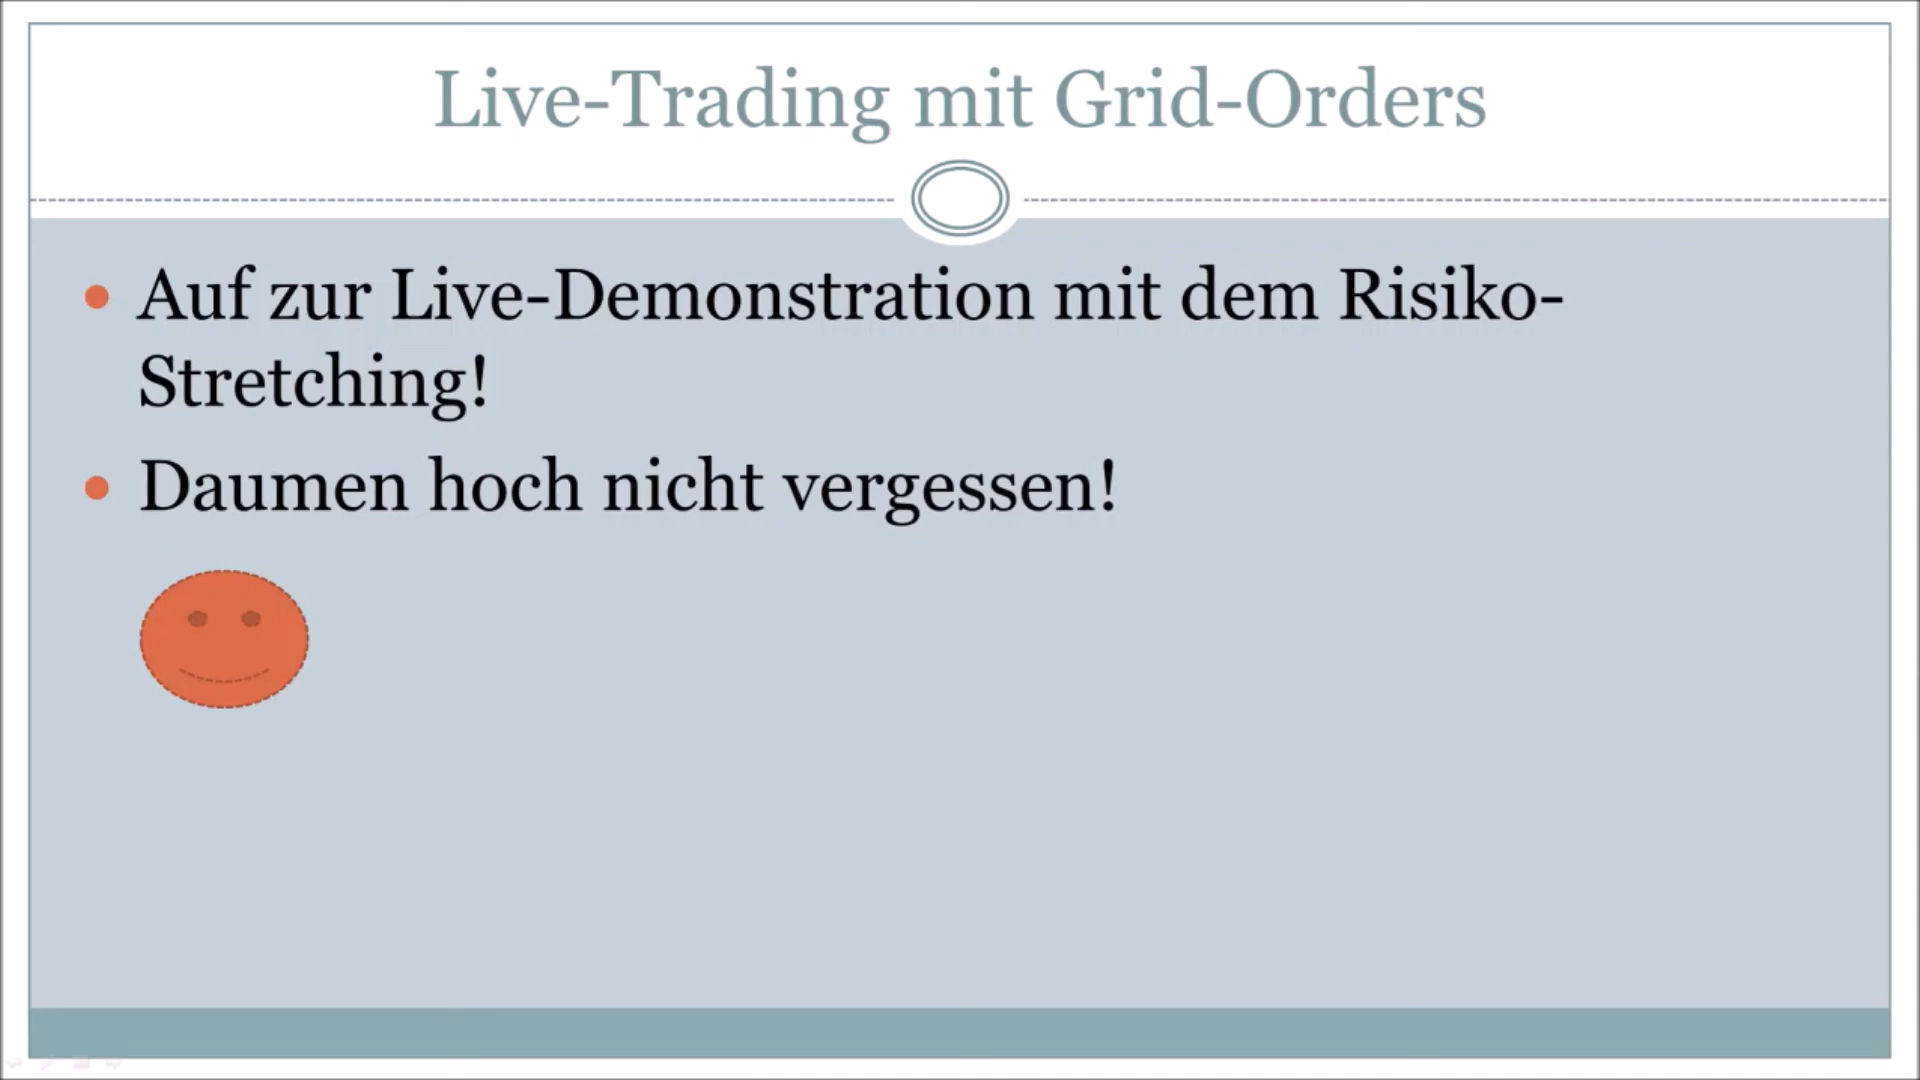 Live-Trading mit Grid-Orders
• Auf zur Live-Demonstration mit dem Risiko-
Stretching!
• Daumen hoch nicht vergessen!